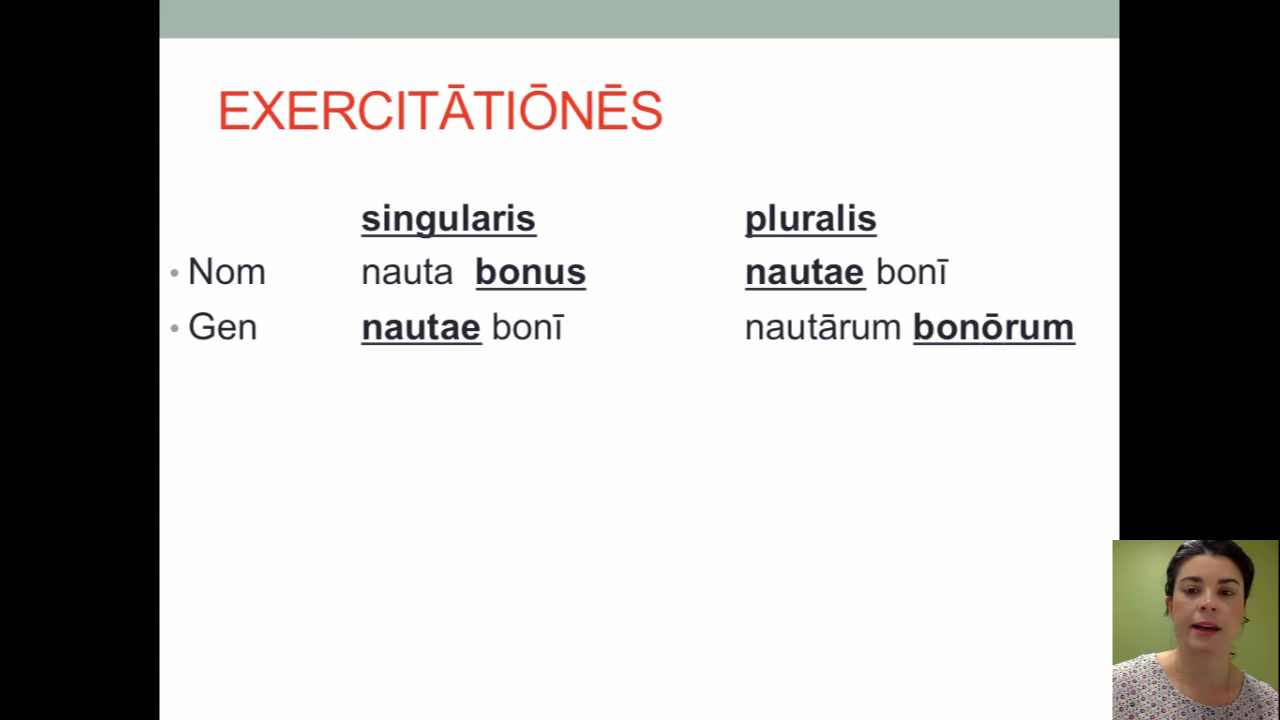 EXERCITĀTIŌNĒS
singularis pluralis
• Nom nauta bonus nautae bonī
• Gen nautae bonī nautārum bonōrum